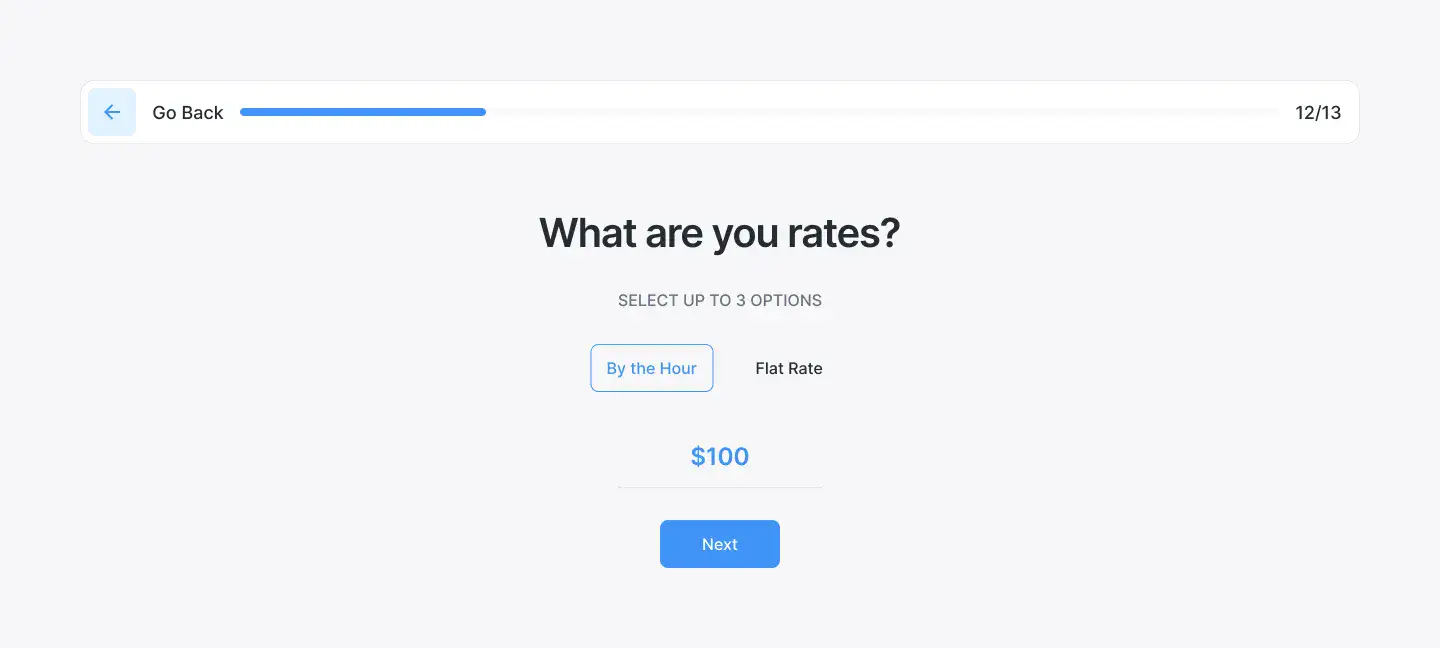 Go Back 12/13
What are you rates?
SELECT UP TO 3 OPTIONS
By the Hour Flat Rate
$100
Next